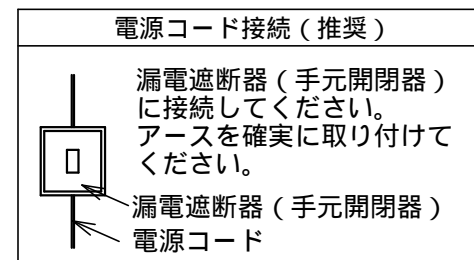 電源コード接続（推奨）
漏電遮断器（手元開閉器）
に接続してください。
アースを確実に取り付けて
ください。
漏電遮断器（手元開閉器）
電源コード